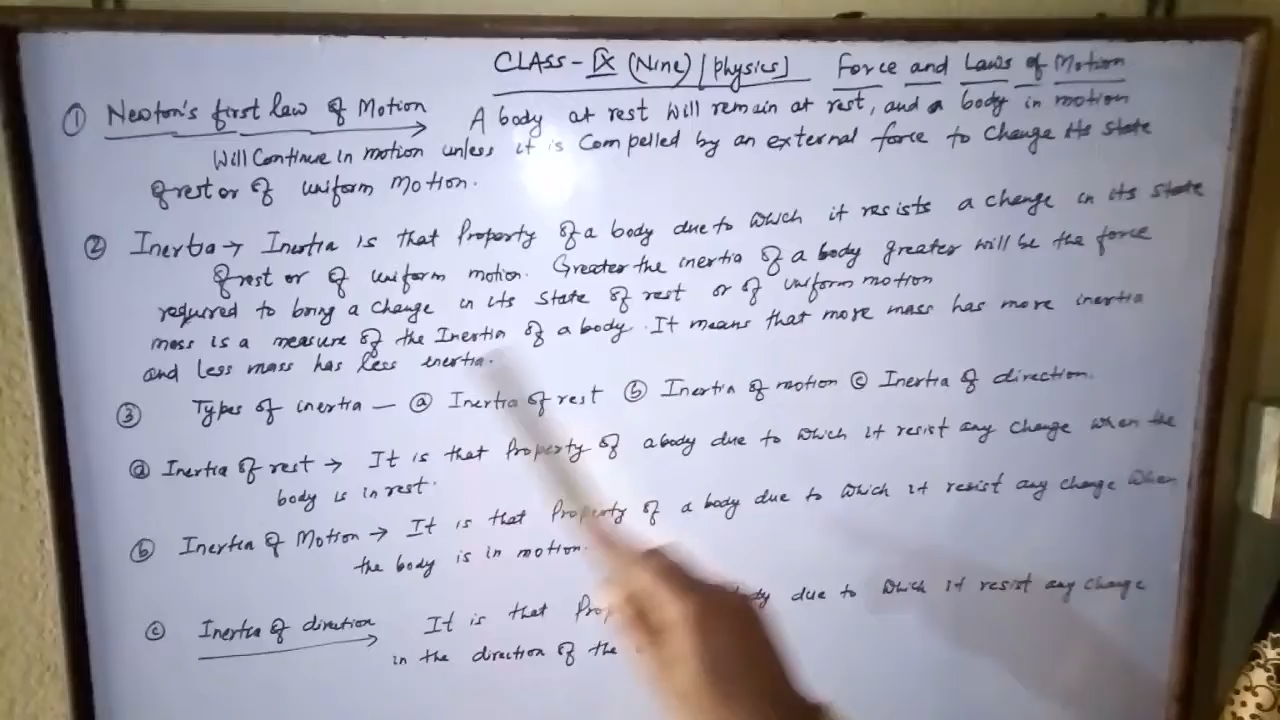 CLASS - IX (Nine) [Physics] Force and Laws of Motion
① Newton's first law of Motion → A body at rest will remain at rest, and a body in motion
Will Continue in motion unless it is Compelled by an external force to change its state
of rest or of uniform Motion.
② Inertia → Inertia is that Property of a body due to which it resists a change in its state
of rest or of uniform motion. Greater the inertia of a body greater will be the force
required to bring a change in its state of rest or of uniform motion
mass is a measure of the Inertia of a body. It means that more mass has more inertia
and less mass has less inertia.
③ Types of inertia — ⓐ Inertia of rest ⓑ Inertia of motion ⓒ Inertia of direction.
ⓐ Inertia of rest → It is that Property of a body due to which it resist any change when the
body is in rest.
ⓑ Inertia of Motion → It is that Property of a body due to which it resist any change when
the body is in motion.
ⓒ Inertia of direction → It is that due to which it resist any change
in the direction of the